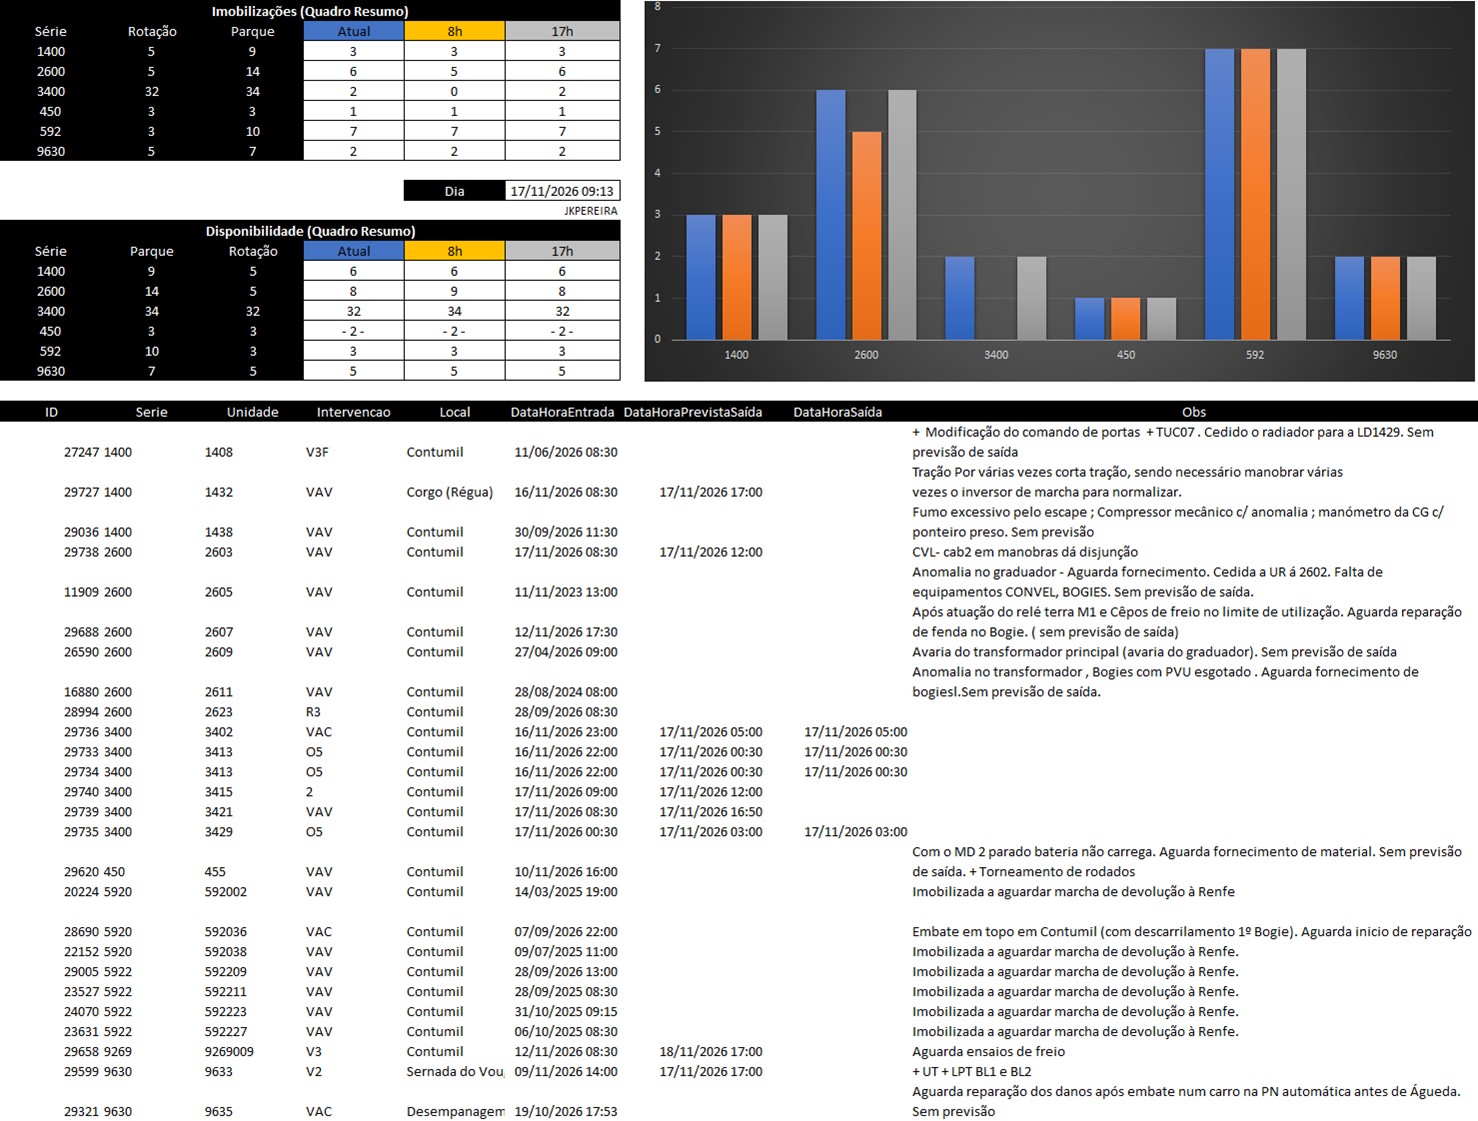 Imobilizações (Quadro Resumo)
Série Rotação Parque Atual 8h 17h
1400 5 9 3 3 3
2600 5 14 6 5 6
3400 32 34 2 0 2
450 3 3 1 1 1
592 3 10 7 7 7
9630 5 7 2 2 2
Dia 17/11/2026 09:13
JKPEREIRA
Disponibilidade (Quadro Resumo)
Série Parque Rotação Atual 8h 17h
1400 9 5 6 6 6
2600 14 5 8 9 8
3400 34 32 32 34 32
450 3 3 - 2 - - 2 - - 2 -
592 10 3 3 3 3
9630 7 5 5 5 5
8
7
6
5
4
3
2
1
0
1400 2600 3400 450 592 9630
ID Serie Unidade Intervencao Local DataHoraEntrada DataHoraPrevistaSaída DataHoraSaída Obs
+ Modificação do comando de portas + TUC07 . Cedido o radiador para a LD1429. Sem
27247 1400 1408 V3F Contumil 11/06/2026 08:30 previsão de saída
Tração Por várias vezes corta tração, sendo necessário manobrar várias
29727 1400 1432 VAV Corgo (Régua) 16/11/2026 08:30 17/11/2026 17:00 vezes o inversor de marcha para normalizar.
Fumo excessivo pelo escape ; Compressor mecânico c/ anomalia ; manómetro da CG c/
29036 1400 1438 VAV Contumil 30/09/2026 11:30 ponteiro preso. Sem previsão
29738 2600 2603 VAV Contumil 17/11/2026 08:30 17/11/2026 12:00 CVL- cab2 em manobras dá disjunção
Anomalia no graduador - Aguarda fornecimento. Cedida a UR á 2602. Falta de
11909 2600 2605 VAV Contumil 11/11/2023 13:00 equipamentos CONVEL, BOGIES. Sem previsão de saída.
Após atuação do relé terra M1 e Cêpos de freio no limite de utilização. Aguarda reparação
29688 2600 2607 VAV Contumil 12/11/2026 17:30 de fenda no Bogie. ( sem previsão de saída)
26590 2600 2609 VAV Contumil 27/04/2026 09:00 Avaria do transformador principal (avaria do graduador). Sem previsão de saída
Anomalia no transformador , Bogies com PVU esgotado . Aguarda fornecimento de
16880 2600 2611 VAV Contumil 28/08/2024 08:00 bogiesl.Sem previsão de saída.
28994 2600 2623 R3 Contumil 28/09/2026 08:30
29736 3400 3402 VAC Contumil 16/11/2026 23:00 17/11/2026 05:00 17/11/2026 05:00
29733 3400 3413 O5 Contumil 16/11/2026 22:00 17/11/2026 00:30 17/11/2026 00:30
29734 3400 3413 O5 Contumil 16/11/2026 22:00 17/11/2026 00:30 17/11/2026 00:30
29740 3400 3415 2 Contumil 17/11/2026 09:00 17/11/2026 12:00
29739 3400 3421 VAV Contumil 17/11/2026 08:30 17/11/2026 16:50
29735 3400 3429 O5 Contumil 17/11/2026 00:30 17/11/2026 03:00 17/11/2026 03:00
Com o MD 2 parado bateria não carrega. Aguarda fornecimento de material. Sem previsão
29620 450 455 VAV Contumil 10/11/2026 16:00 de saída. + Torneamento de rodados
20224 5920 592002 VAV Contumil 14/03/2025 19:00 Imobilizada a aguardar marcha de devolução à Renfe
28690 5920 592036 VAC Contumil 07/09/2026 22:00 Embate em topo em Contumil (com descarrilamento 1º Bogie). Aguarda inicio de reparação
22152 5920 592038 VAV Contumil 09/07/2025 11:00 Imobilizada a aguardar marcha de devolução à Renfe.
29005 5922 592209 VAV Contumil 28/09/2026 13:00 Imobilizada a aguardar marcha de devolução à Renfe.
23527 5922 592211 VAV Contumil 28/09/2025 08:30 Imobilizada a aguardar marcha de devolução à Renfe.
24070 5922 592223 VAV Contumil 31/10/2025 09:15 Imobilizada a aguardar marcha de devolução à Renfe.
23631 5922 592227 VAV Contumil 06/10/2025 08:30 Imobilizada a aguardar marcha de devolução à Renfe.
29658 9269 9269009 V3 Contumil 12/11/2026 08:30 18/11/2026 17:00 Aguarda ensaios de freio
29599 9630 9633 V2 Sernada do Vou 09/11/2026 14:00 17/11/2026 17:00 + UT + LPT BL1 e BL2
Aguarda reparação dos danos após embate num carro na PN automática antes de Águeda.
29321 9630 9635 VAC Desempanagem 19/10/2026 17:53 Sem previsão